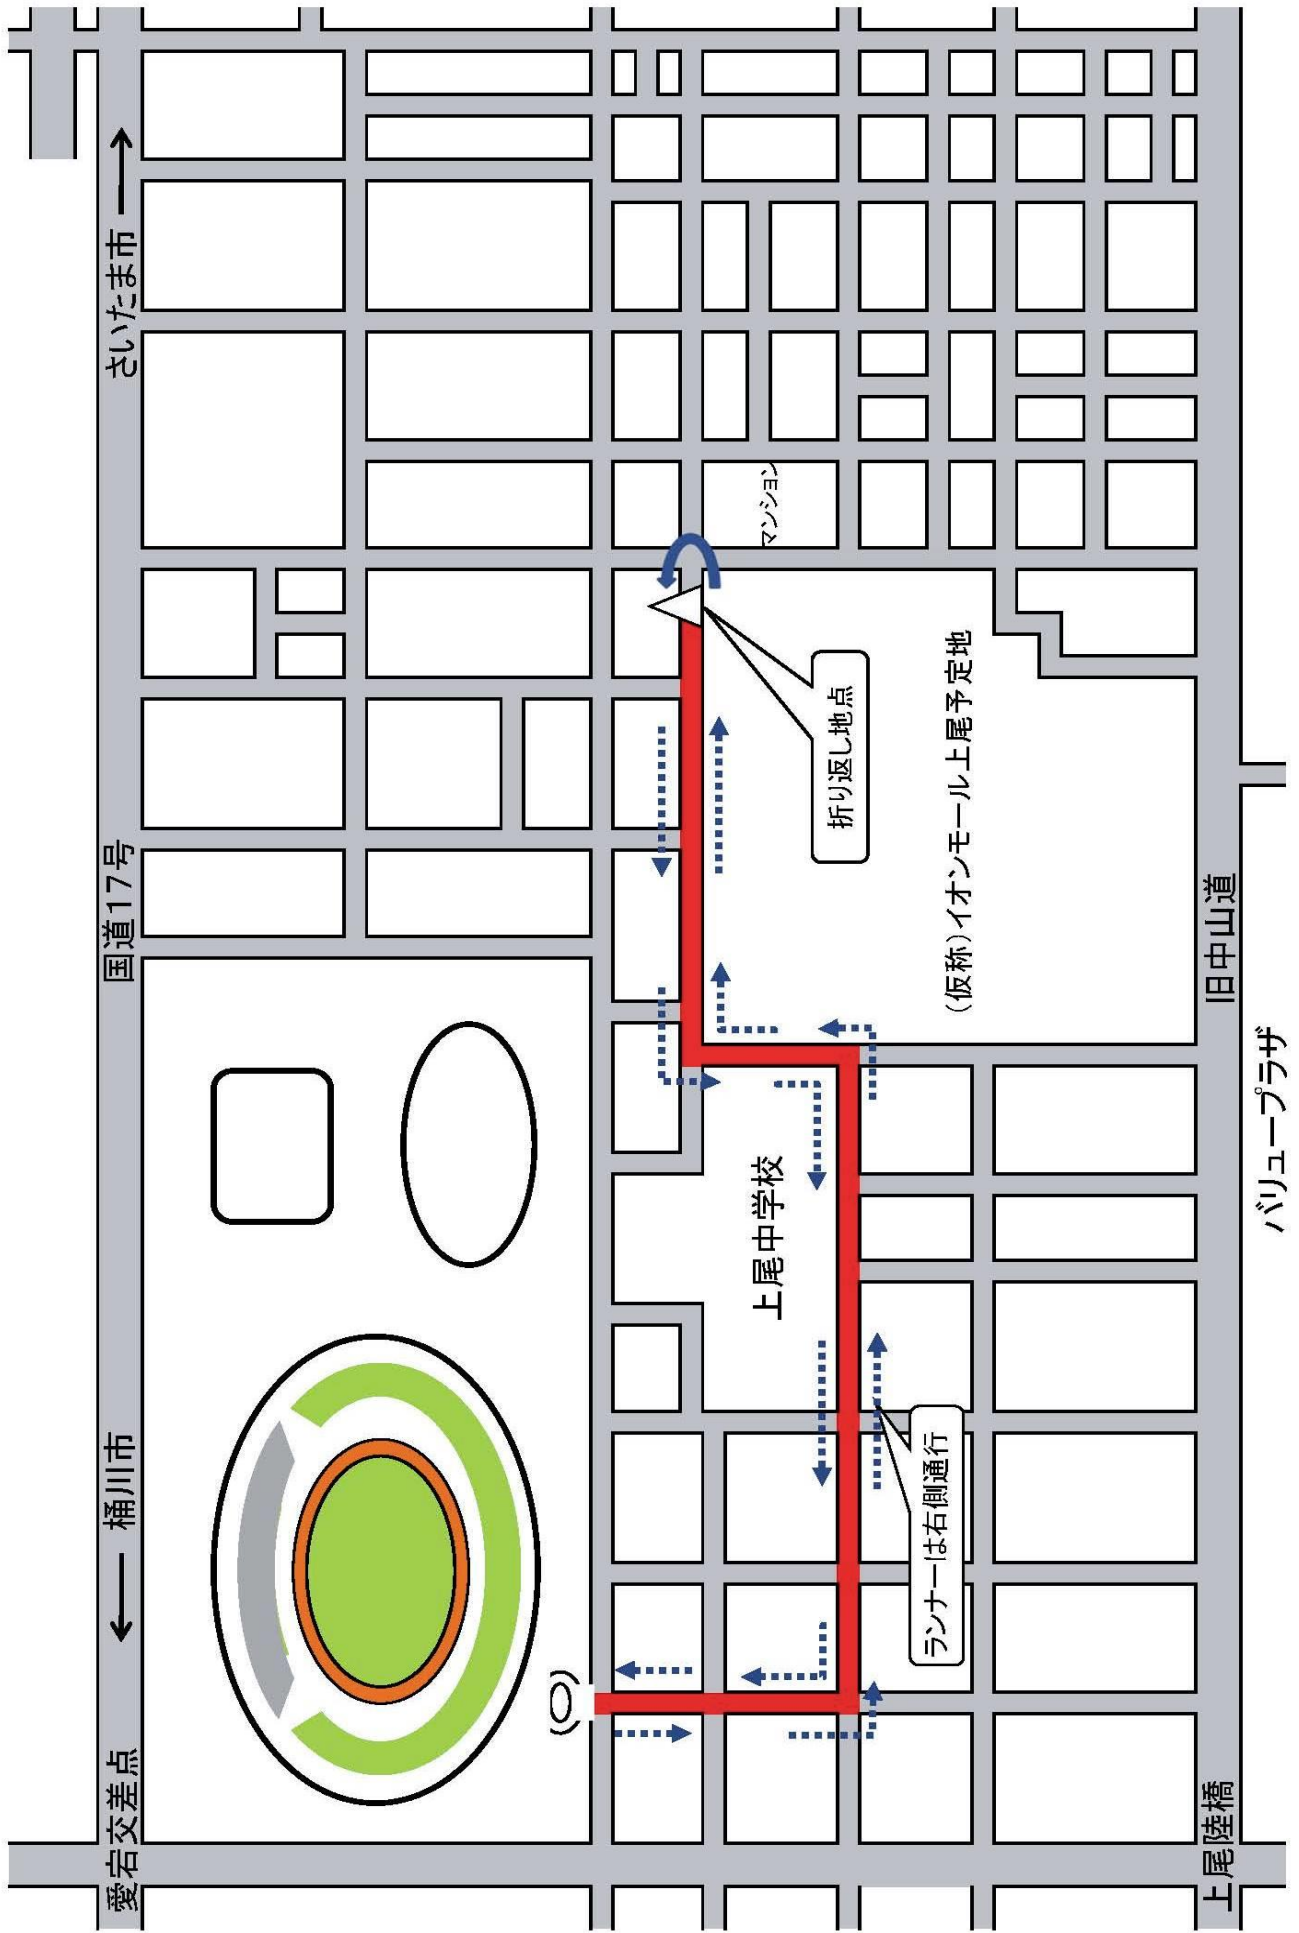 愛宕交差点
← 桶川市
国道17号
さいたま市 →
マンション
折り返し地点
(仮称)イオンモール上尾予定地
上尾中学校
ランナーは右側通行
上尾陸橋
旧中山道
バリュープラザ